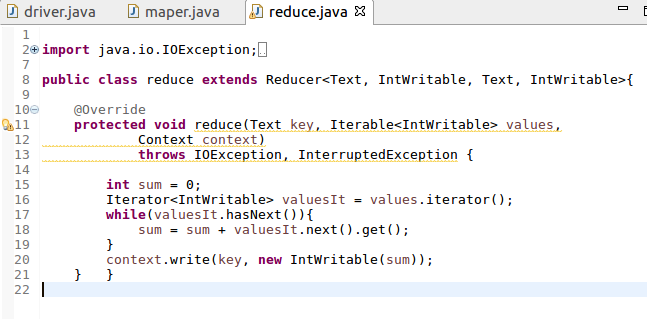 driver.java maper.java reduce.java
1
2 import java.io.IOException;
7
8 public class reduce extends Reducer<Text, IntWritable, Text, IntWritable>{
9
10 @Override
11 protected void reduce(Text key, Iterable<IntWritable> values,
12 Context context)
13 throws IOException, InterruptedException {
14
15 int sum = 0;
16 Iterator<IntWritable> valuesIt = values.iterator();
17 while(valuesIt.hasNext()){
18 sum = sum + valuesIt.next().get();
19 }
20 context.write(key, new IntWritable(sum));
21 } }
22